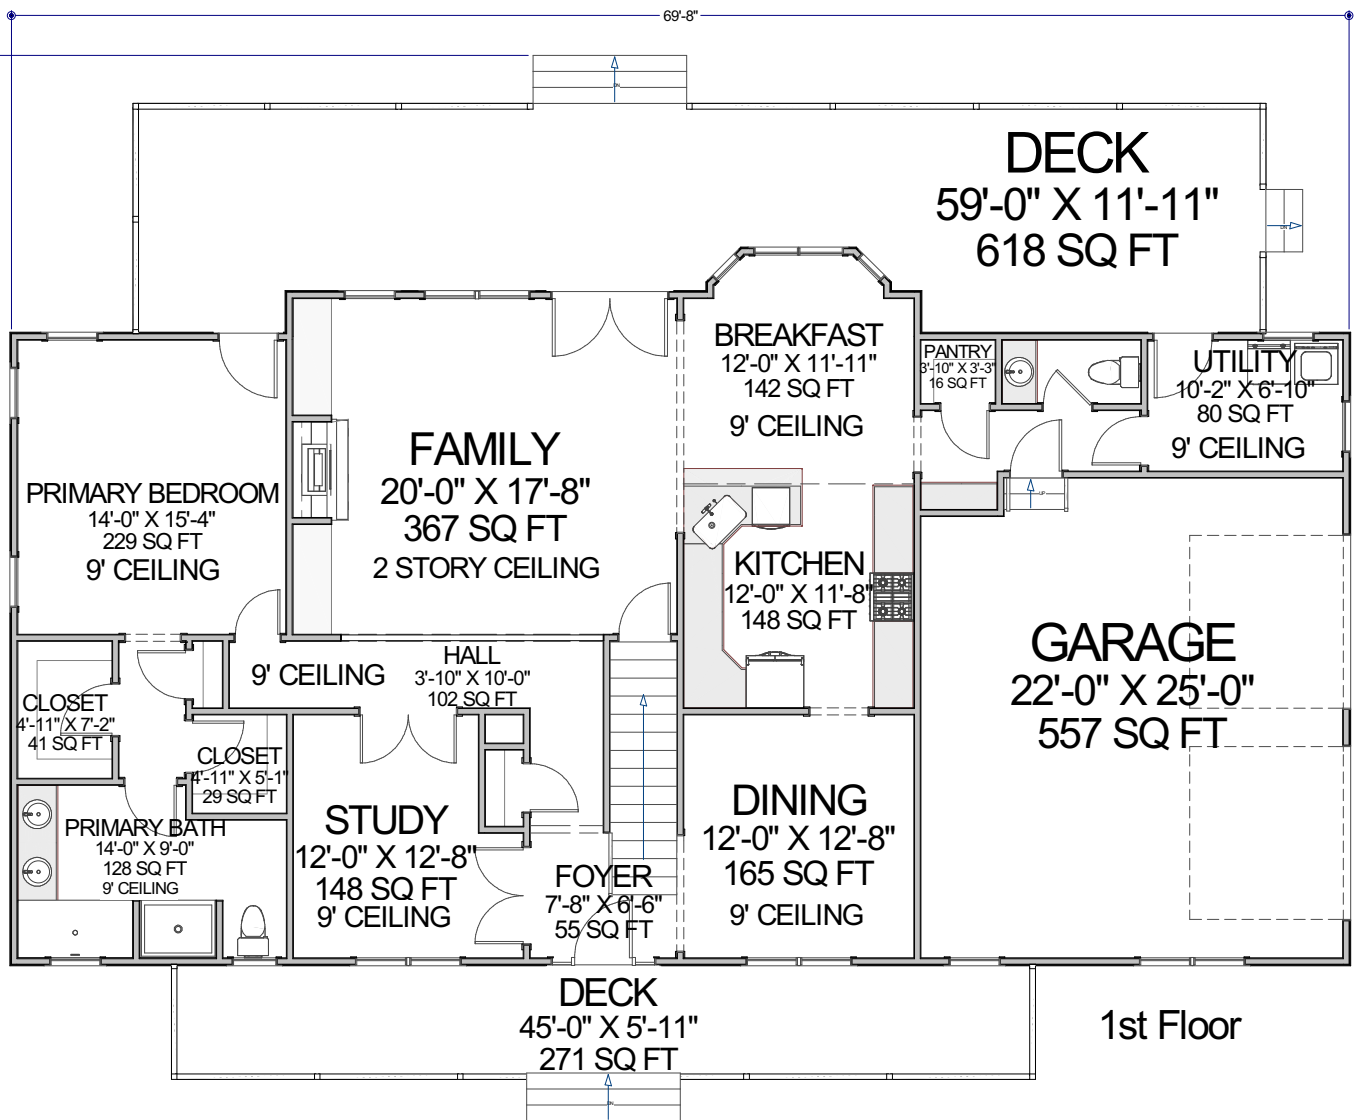 69'-8"
DN
DECK
59'-0" X 11'-11"
618 SQ FT
DN
BREAKFAST
12'-0" X 11'-11"
142 SQ FT
9' CEILING
PANTRY
3'-10" X 3'-3"
16 SQ FT
UTILITY
10'-2" X 6'-10"
80 SQ FT
9' CEILING
FAMILY
20'-0" X 17'-8"
367 SQ FT
2 STORY CEILING
PRIMARY BEDROOM
14'-0" X 15'-4"
229 SQ FT
9' CEILING
UP
KITCHEN
12'-0" X 11'-8"
148 SQ FT
GARAGE
22'-0" X 25'-0"
557 SQ FT
9' CEILING
HALL
3'-10" X 10'-0"
102 SQ FT
CLOSET
4'-11" X 7'-2"
41 SQ FT
CLOSET
4'-11" X 5'-1"
29 SQ FT
PRIMARY BATH
14'-0" X 9'-0"
128 SQ FT
9' CEILING
STUDY
12'-0" X 12'-8"
148 SQ FT
9' CEILING
FOYER
7'-8" X 6'-6"
55 SQ FT
DINING
12'-0" X 12'-8"
165 SQ FT
9' CEILING
DECK
45'-0" X 5'-11"
271 SQ FT
1st Floor
DN